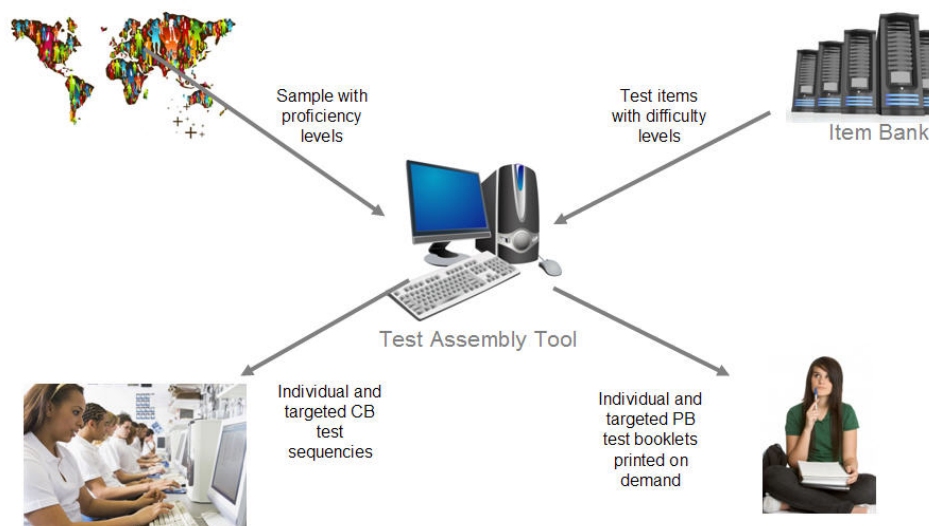 Sample with
proficiency
levels
Test items
with difficulty
levels
Item Bank
Test Assembly Tool
Individual and
targeted CB
test
sequencies
Individual and
targeted PB
test booklets
printed on
demand